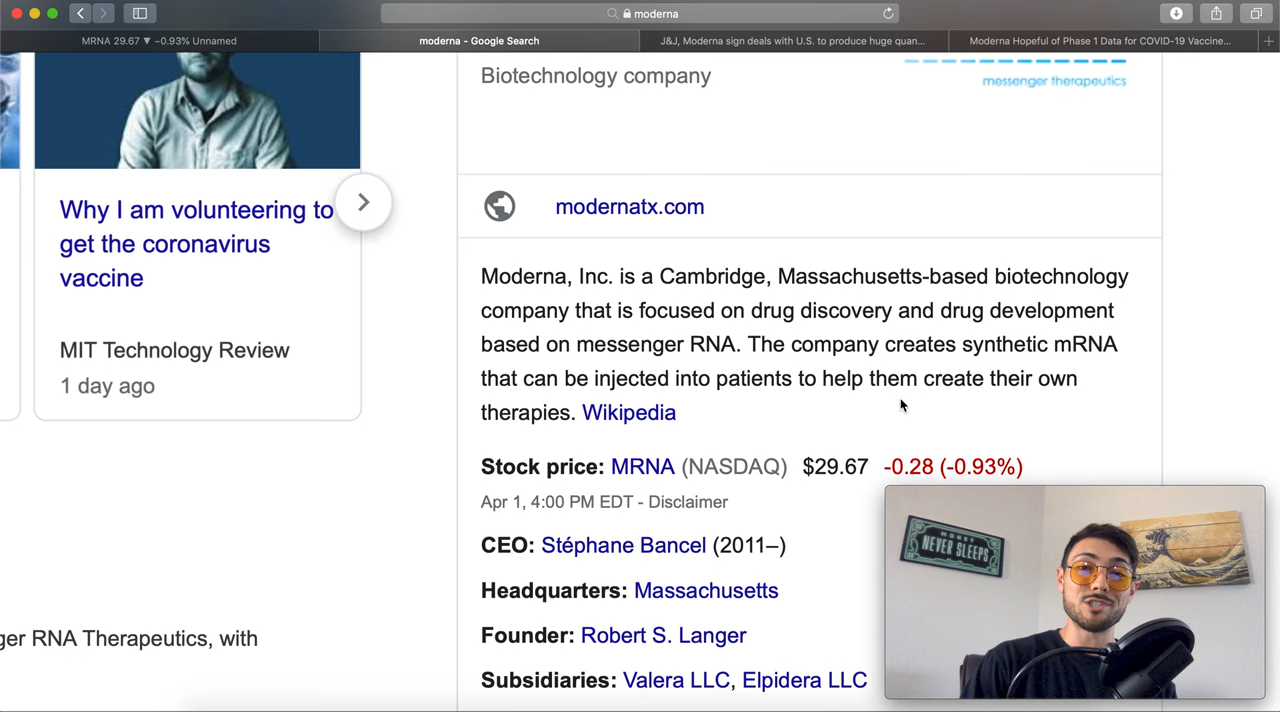 moderna
MRNA 29.67 ▼ -0.93% Unnamed
moderna - Google Search
J&J, Moderna sign deals with U.S. to produce huge quan...
Moderna Hopeful of Phase 1 Data for COVID-19 Vaccine...
Biotechnology company
messenger therapeutics
Why I am volunteering to
get the coronavirus
vaccine
MIT Technology Review
1 day ago
ger RNA Therapeutics, with
modernatx.com
Moderna, Inc. is a Cambridge, Massachusetts-based biotechnology
company that is focused on drug discovery and drug development
based on messenger RNA. The company creates synthetic mRNA
that can be injected into patients to help them create their own
therapies. Wikipedia
Stock price: MRNA (NASDAQ) $29.67 -0.28 (-0.93%)
Apr 1, 4:00 PM EDT - Disclaimer
CEO: Stéphane Bancel (2011–)
Headquarters: Massachusetts
Founder: Robert S. Langer
Subsidiaries: Valera LLC, Elpidera LLC
MONEY
NEVER SLEEPS